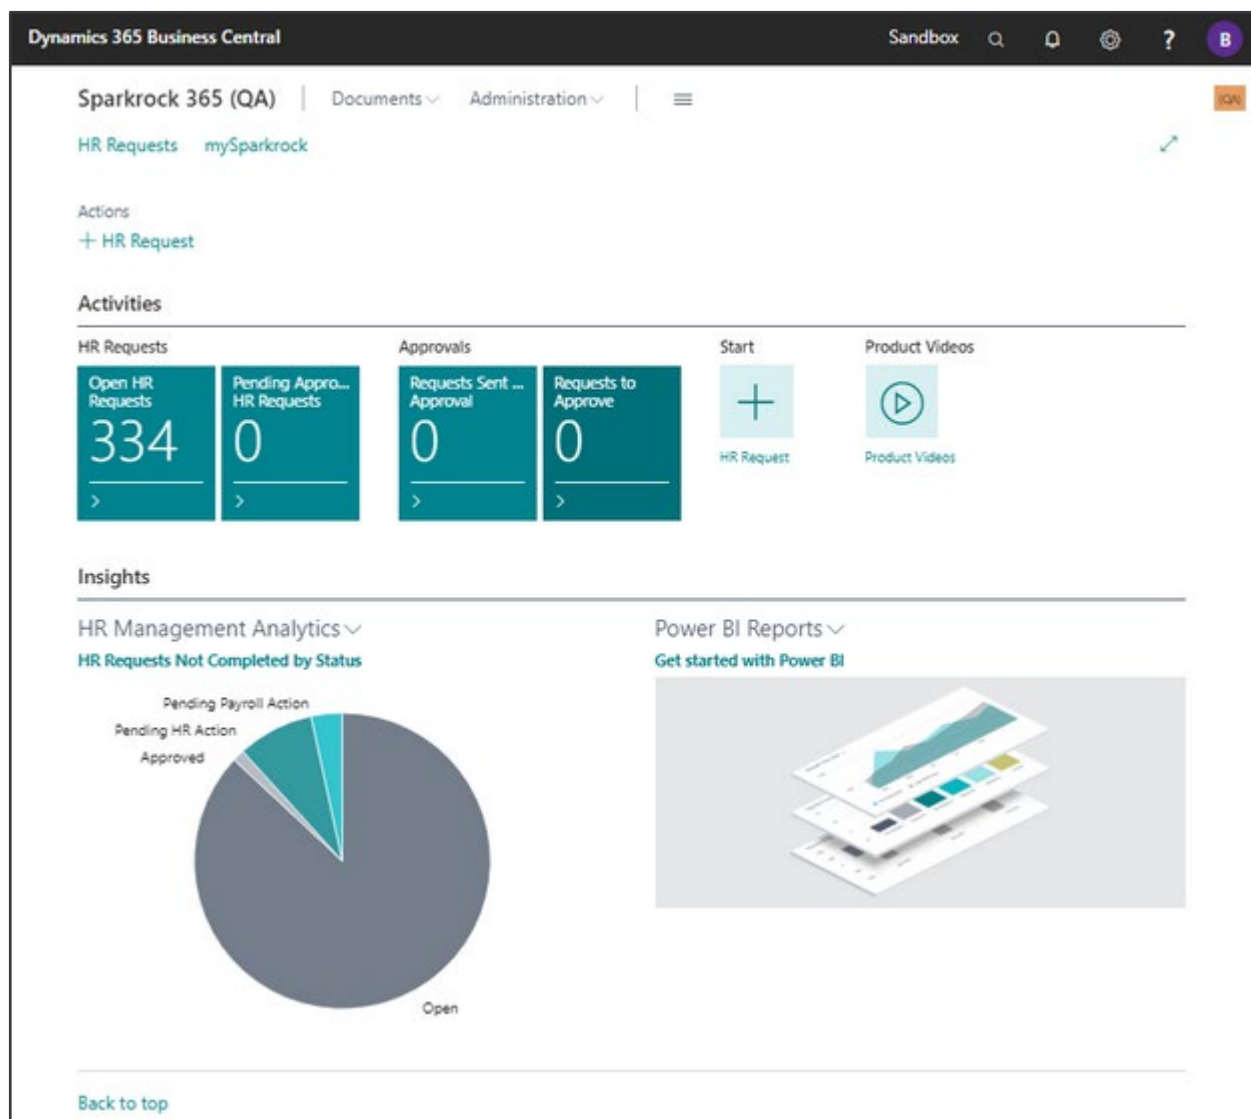 Dynamics 365 Business Central
Sandbox
?
B
Sparkrock 365 (QA)
Documents
Administration
(QA)
HR Requests
mySparkrock
Actions
+ HR Request
Activities
HR Requests
Approvals
Start
Product Videos
Open HR
Requests
334
Pending Appro...
HR Requests
0
Requests Sent ...
Approval
0
Requests to
Approve
0
HR Request
Product Videos
Insights
HR Management Analytics
HR Requests Not Completed by Status
Power BI Reports
Get started with Power BI
Pending Payroll Action
Pending HR Action
Approved
Open
Back to top